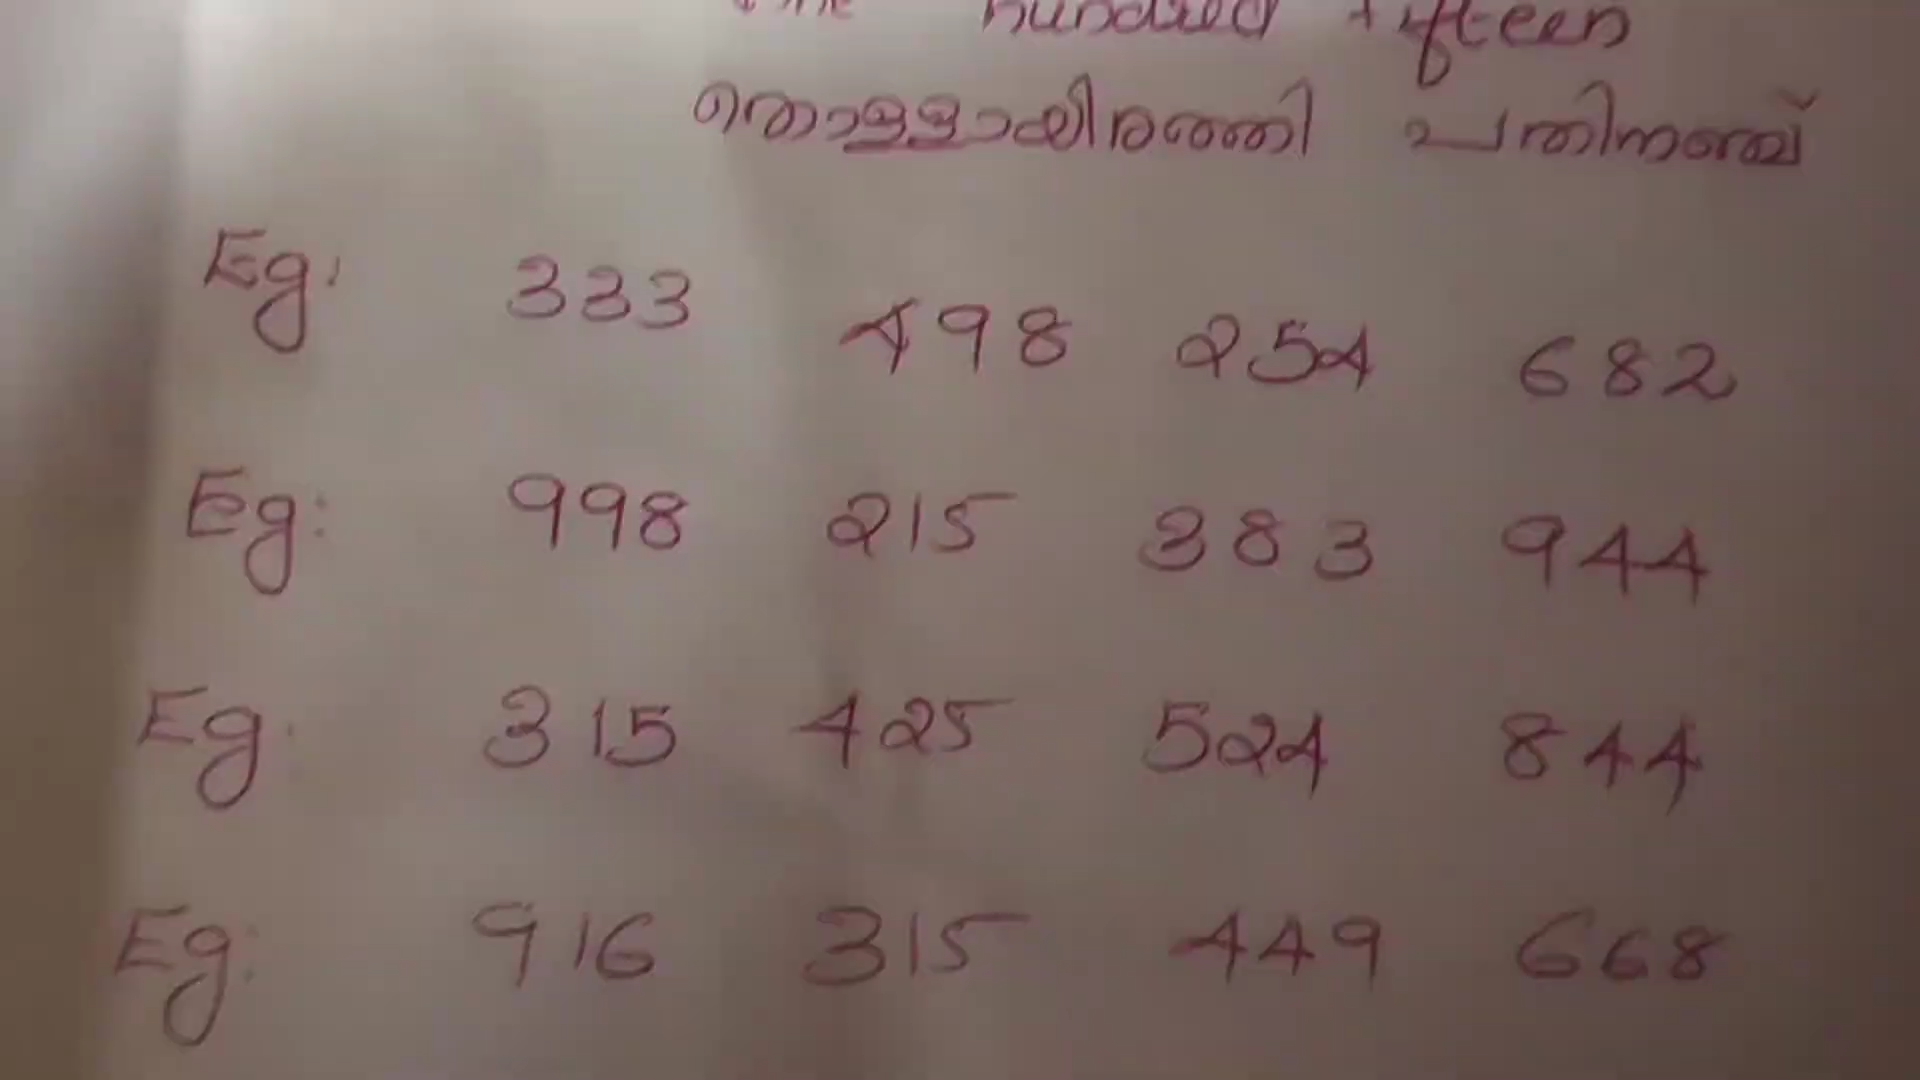 hundred fifteen
തൊള്ളായിരത്തി പതിനഞ്ച്
Eg: 333 498 254 682
Eg: 998 215 383 944
Eg: 315 425 524 844
Eg: 916 315 449 668